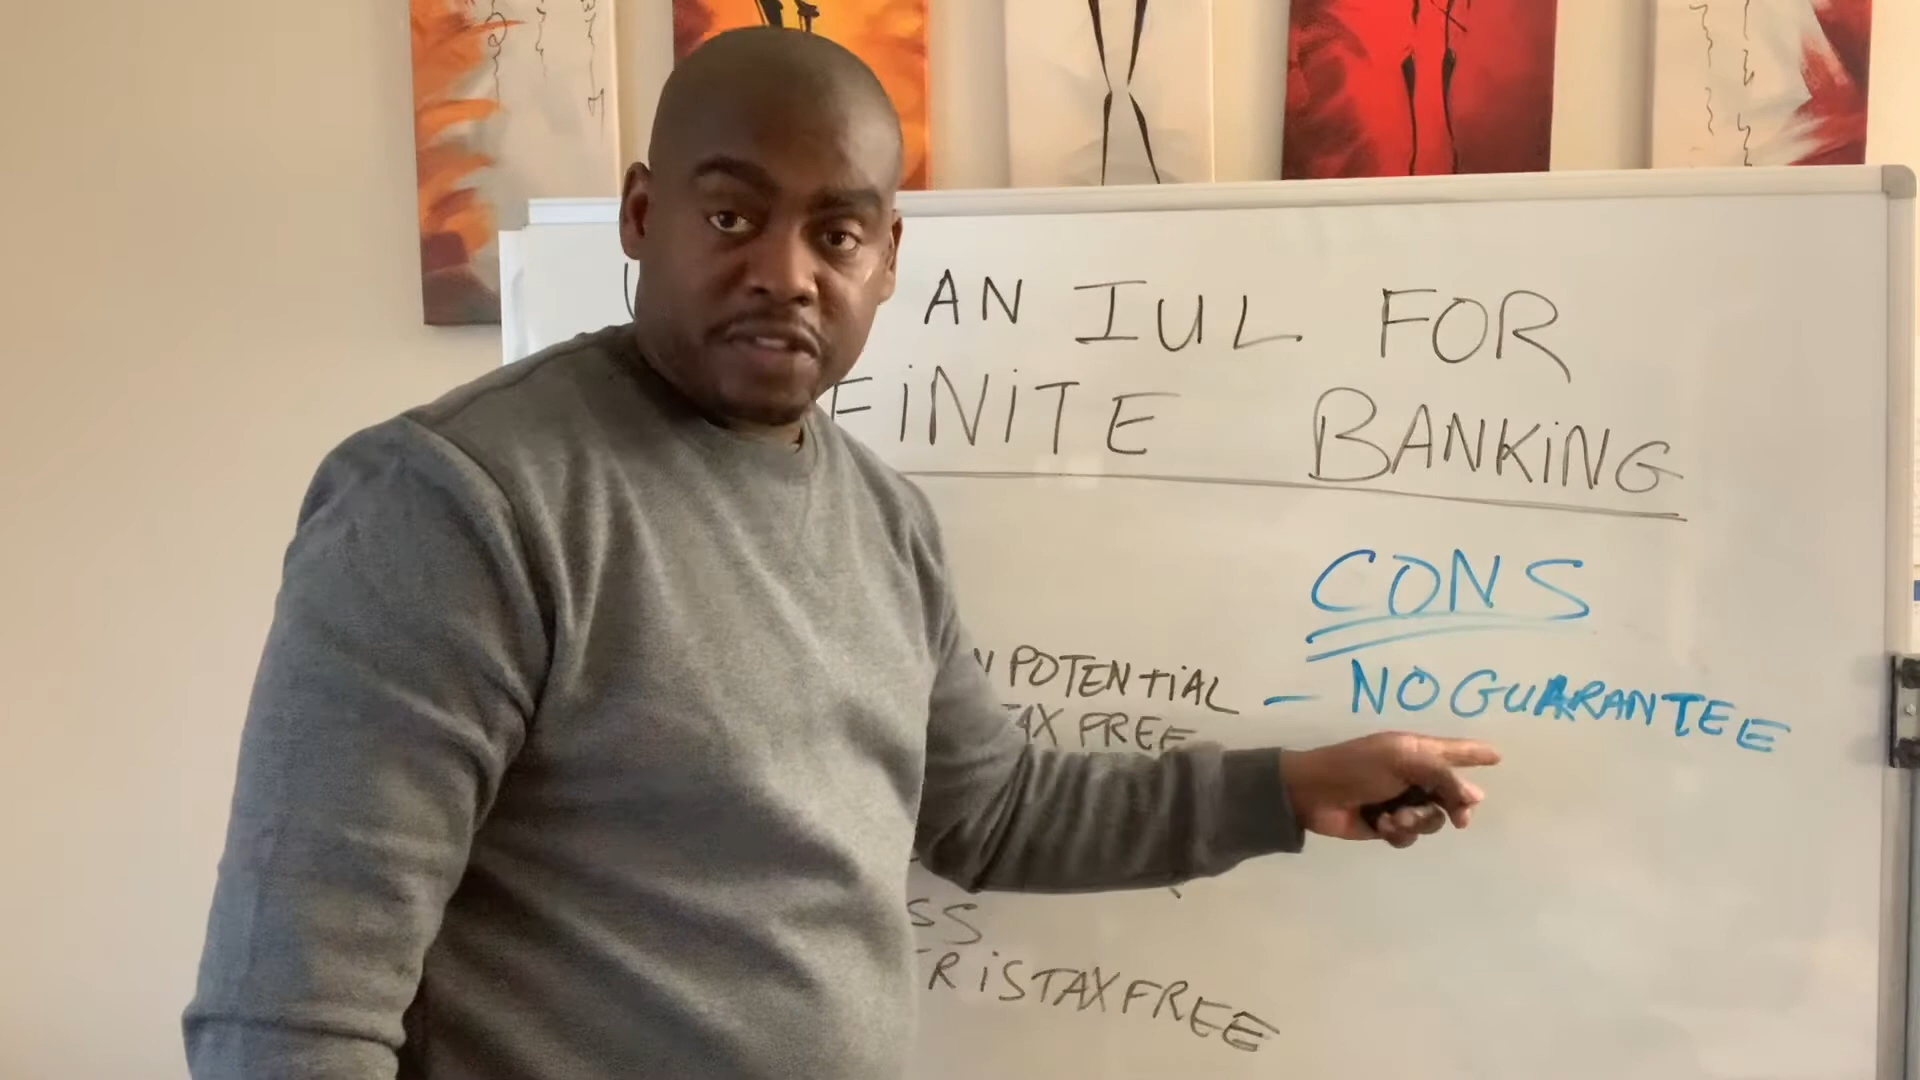 AN IUL FOR
FiNiTE BANKiNG
CONS
POTENTiAL
- NO GUARANTEE
TAX FREE
SS
R iS TAX FREE